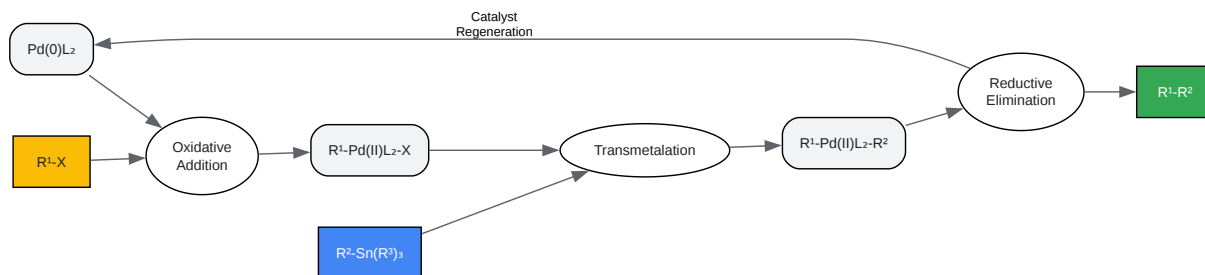 Catalyst
Regeneration
Pd(0)L₂
R¹-X
Oxidative
Addition
R¹-Pd(II)L₂-X
R²-Sn(R³)₃
Transmetalation
R¹-Pd(II)L₂-R²
Reductive
Elimination
R¹-R²